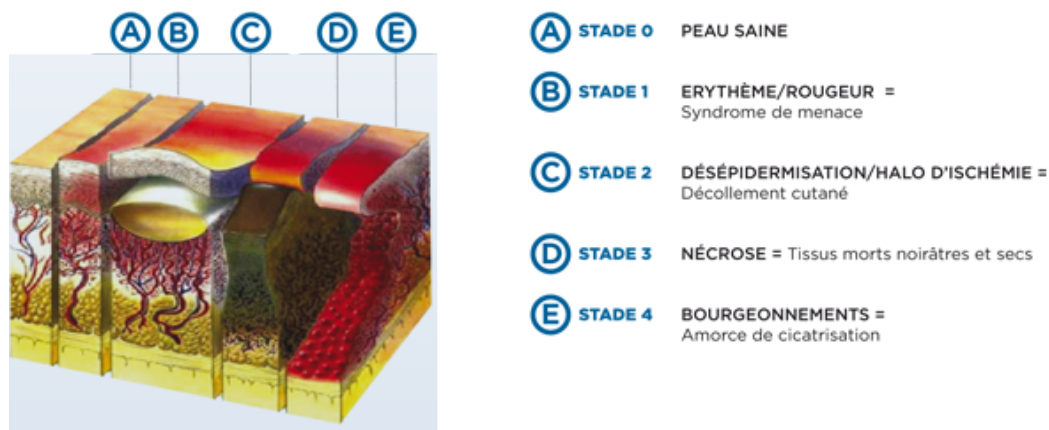 A B C D E
A STADE 0 PEAU SAINE
B STADE 1 ERYTHÈME/ROUGEUR =
Syndrome de menace
C STADE 2 DÉSÉPIDERMISATION/HALO D'ISCHÉMIE =
Décollement cutané
D STADE 3 NÉCROSE = Tissus morts noirâtres et secs
E STADE 4 BOURGEONNEMENTS =
Amorce de cicatrisation